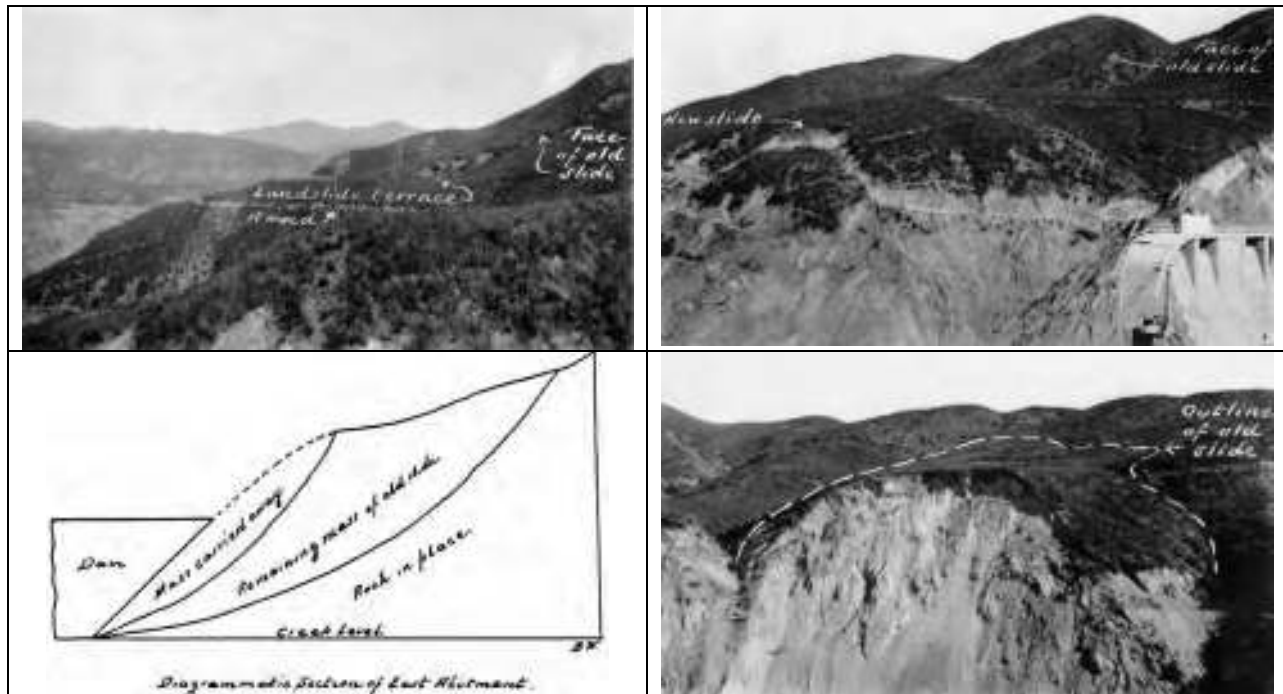 Face
of old
slide
Landslide terrace
New slide
Face of
old slide
Dam
Mass carried away
Remaining mass of old slide
Rock in place
Creek level
Diagrammatic Section of East Abutment.
Outline
of old
slide